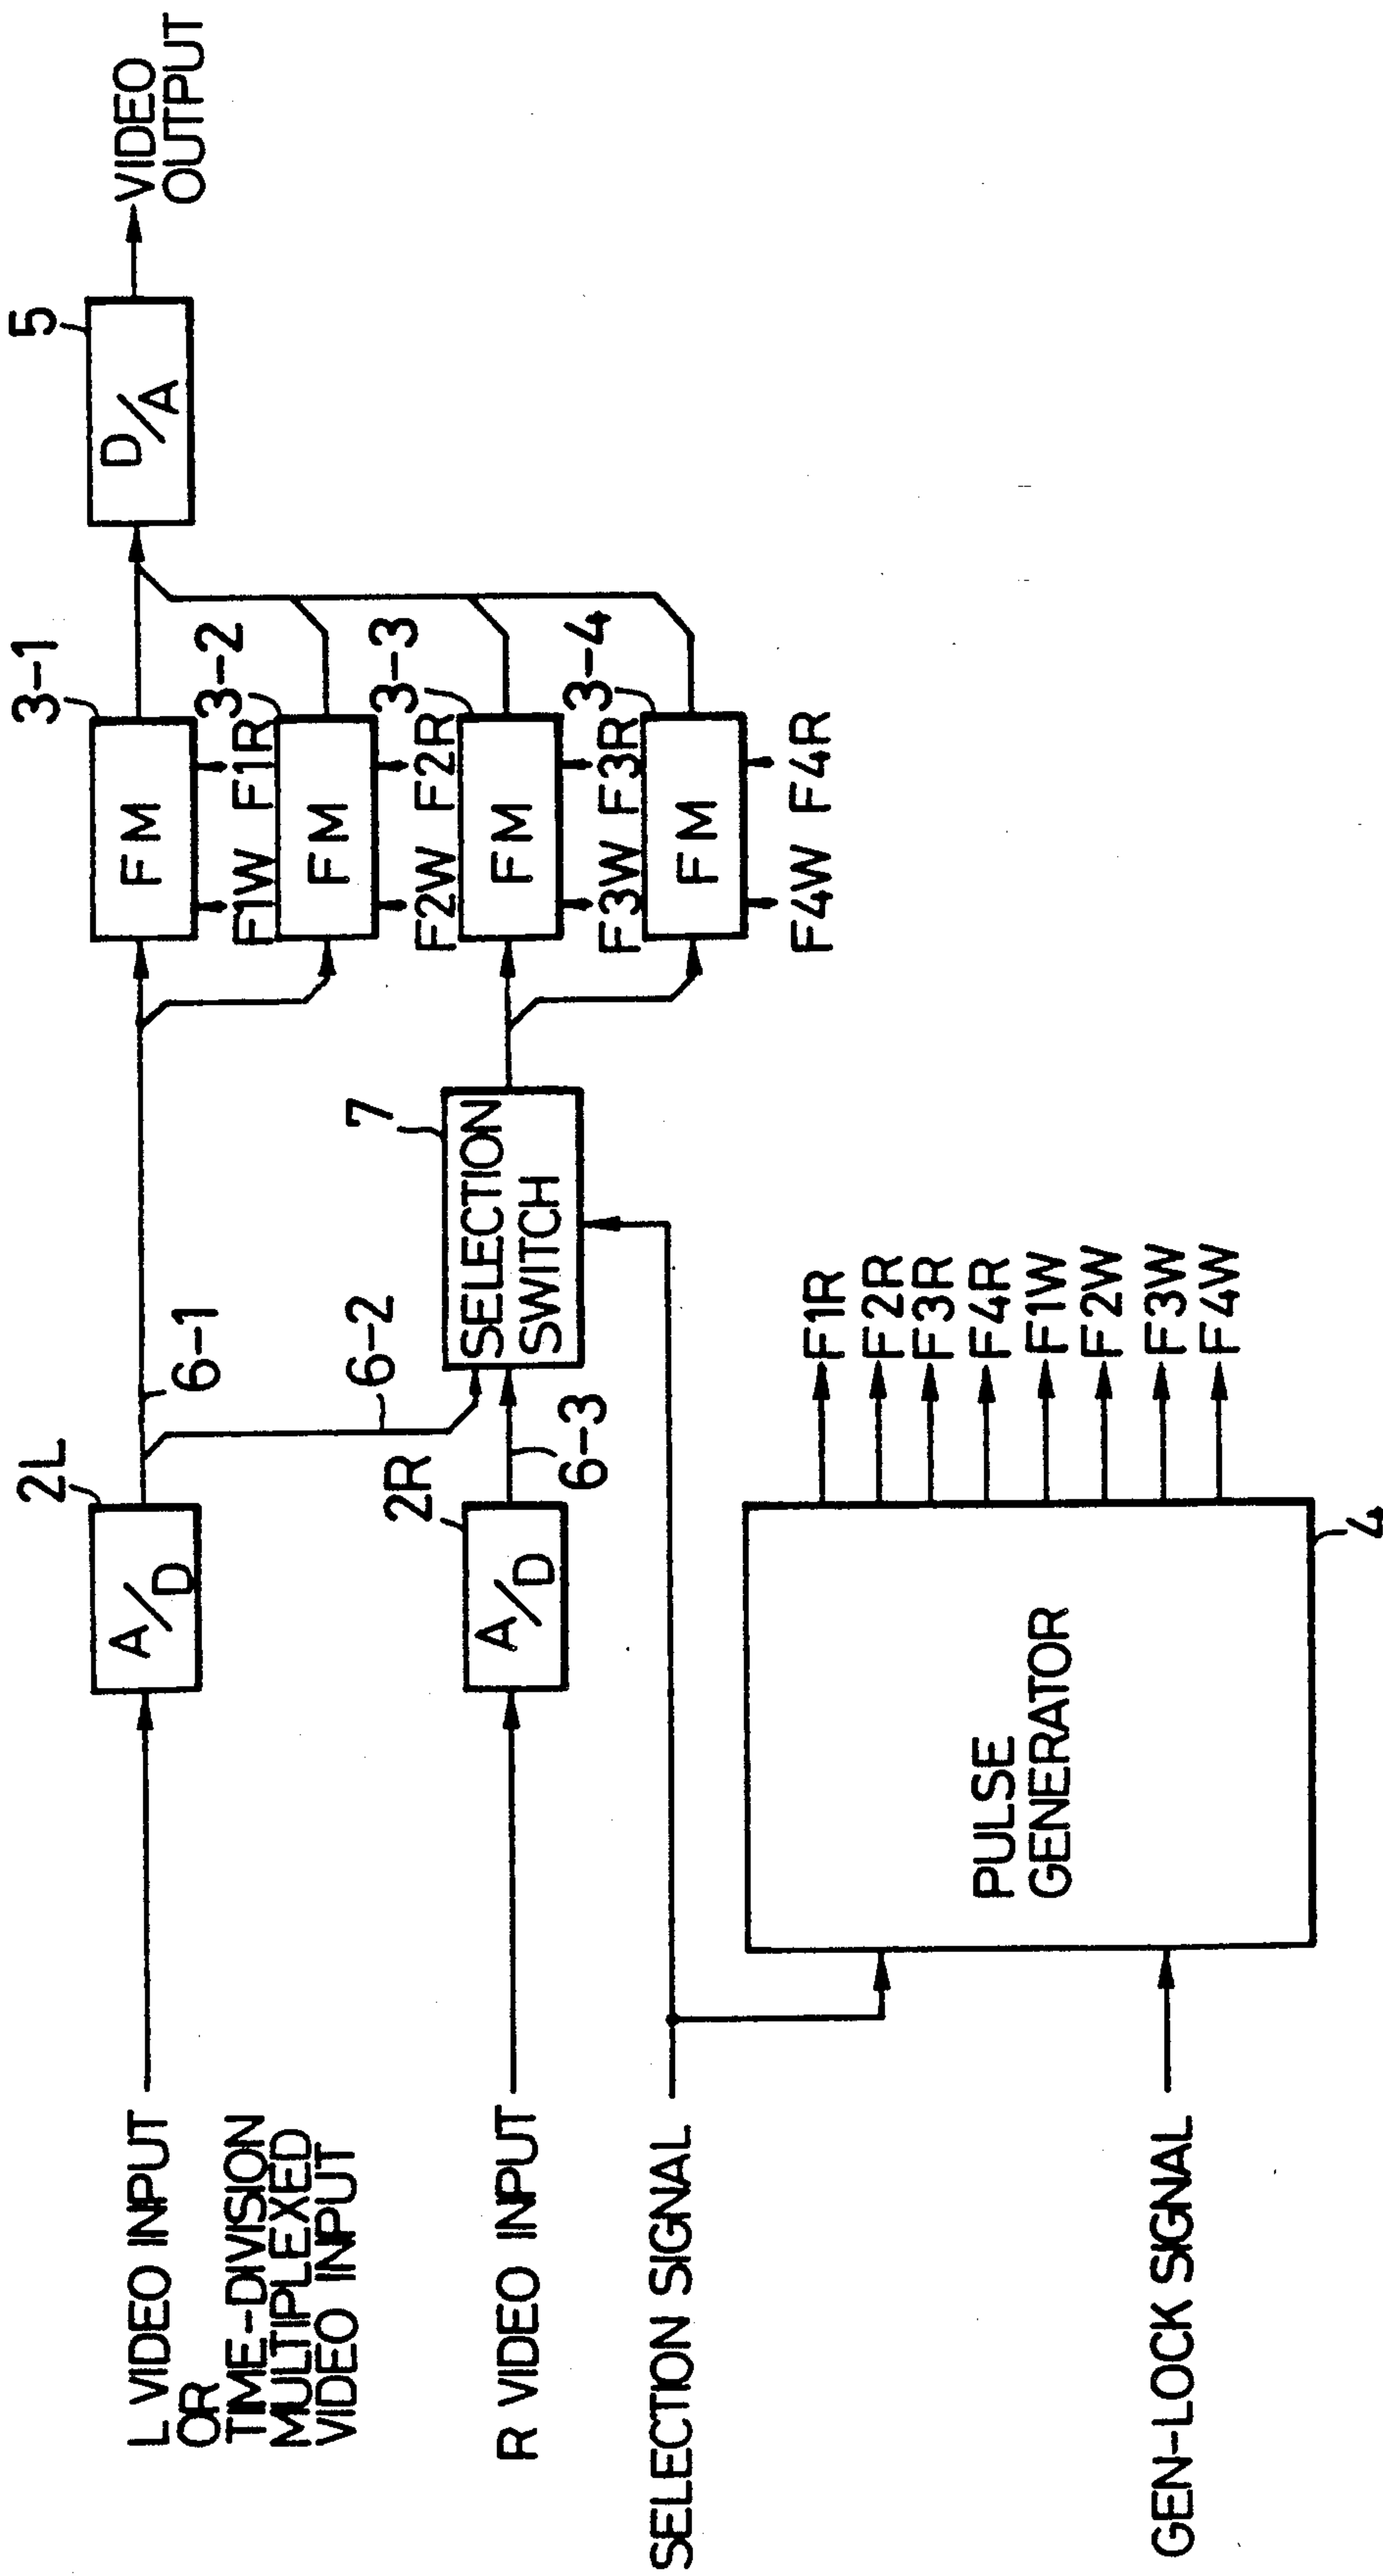 L VIDEO INPUT
OR
TIME-DIVISION
MULTIPLEXED
VIDEO INPUT
2L
A/D
6-1
3-1
FM
F1W F1R
5
D/A
VIDEO
OUTPUT
6-2
3-2
FM
F2W F2R
R VIDEO INPUT
2R
A/D
6-3
7
SELECTION
SWITCH
3-3
FM
F3W F3R
3-4
FM
F4W F4R
SELECTION SIGNAL
GEN-LOCK SIGNAL
PULSE
GENERATOR
4
F1R
F2R
F3R
F4R
F1W
F2W
F3W
F4W